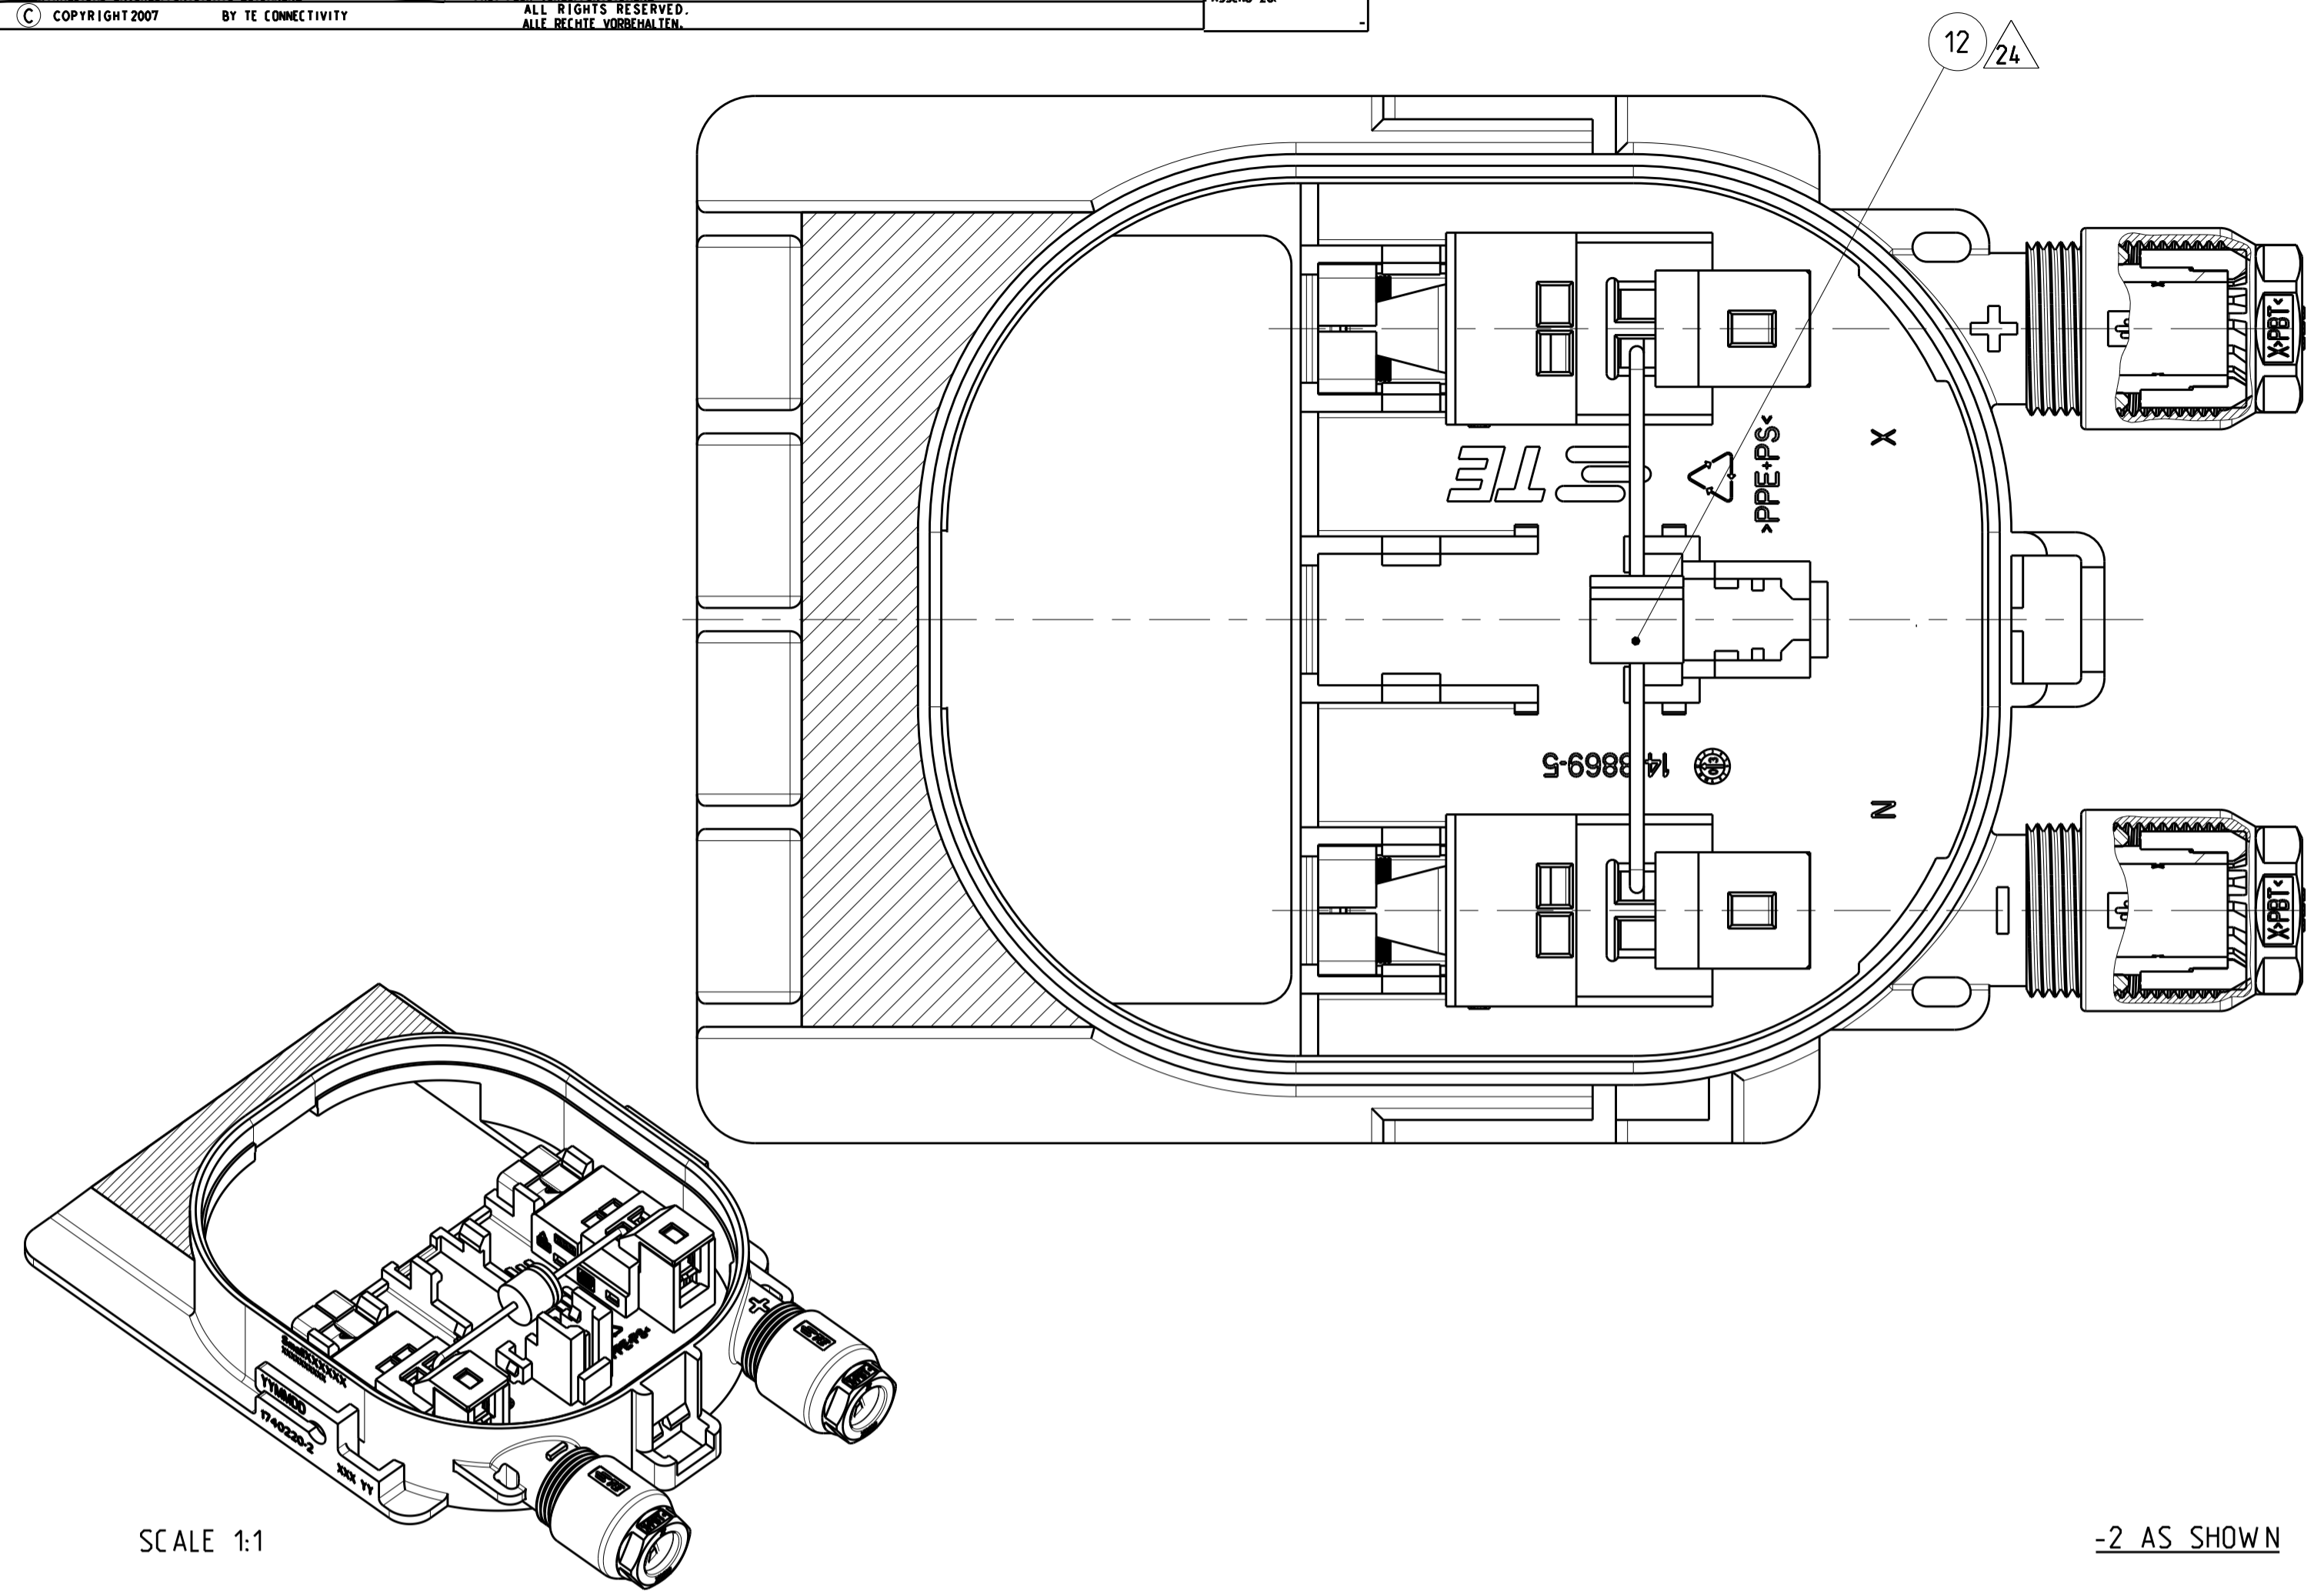 C COPYRIGHT 2007 BY TE CONNECTIVITY
ALL RIGHTS RESERVED.
ALLE RECHTE VORBEHALTEN.
-
12 24
+
X>PBT<
TE
>PPE+PS<
X
N
-
X>PBT<
+
YYMMDD
1740220-2
XXX YY
SCALE 1:1
-2 AS SHOWN